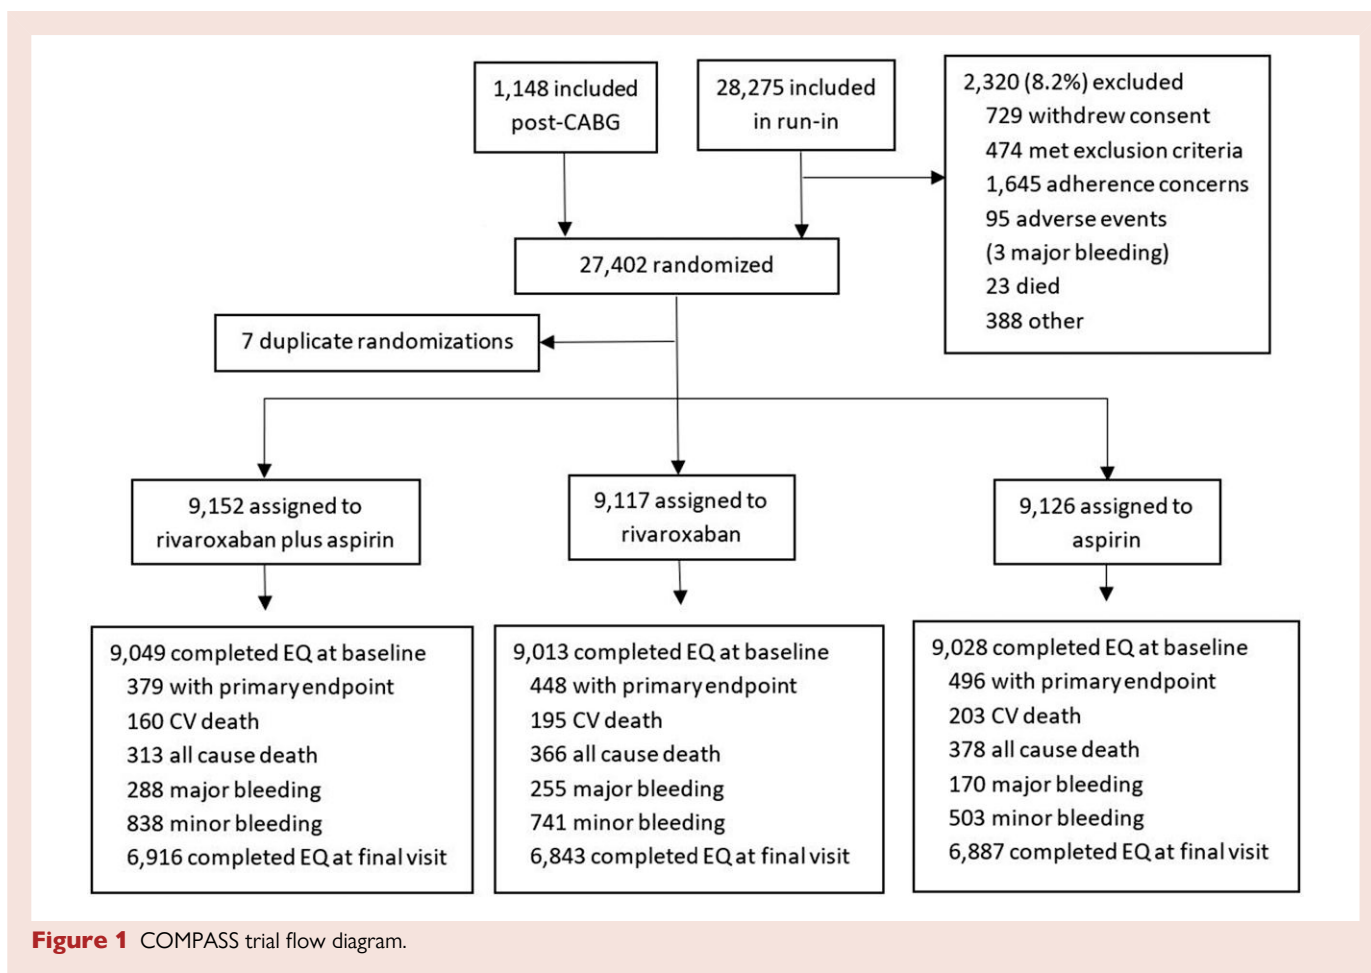 1,148 included
post-CABG
28,275 included
in run-in
2,320 (8.2%) excluded
729 withdrew consent
474 met exclusion criteria
1,645 adherence concerns
95 adverse events
(3 major bleeding)
23 died
388 other
27,402 randomized
7 duplicate randomizations
9,152 assigned to
rivaroxaban plus aspirin
9,117 assigned to
rivaroxaban
9,126 assigned to
aspirin
9,049 completed EQ at baseline
379 with primary endpoint
160 CV death
313 all cause death
288 major bleeding
838 minor bleeding
6,916 completed EQ at final visit
9,013 completed EQ at baseline
448 with primary endpoint
195 CV death
366 all cause death
255 major bleeding
741 minor bleeding
6,843 completed EQ at final visit
9,028 completed EQ at baseline
496 with primary endpoint
203 CV death
378 all cause death
170 major bleeding
503 minor bleeding
6,887 completed EQ at final visit
Figure 1 COMPASS trial flow diagram.